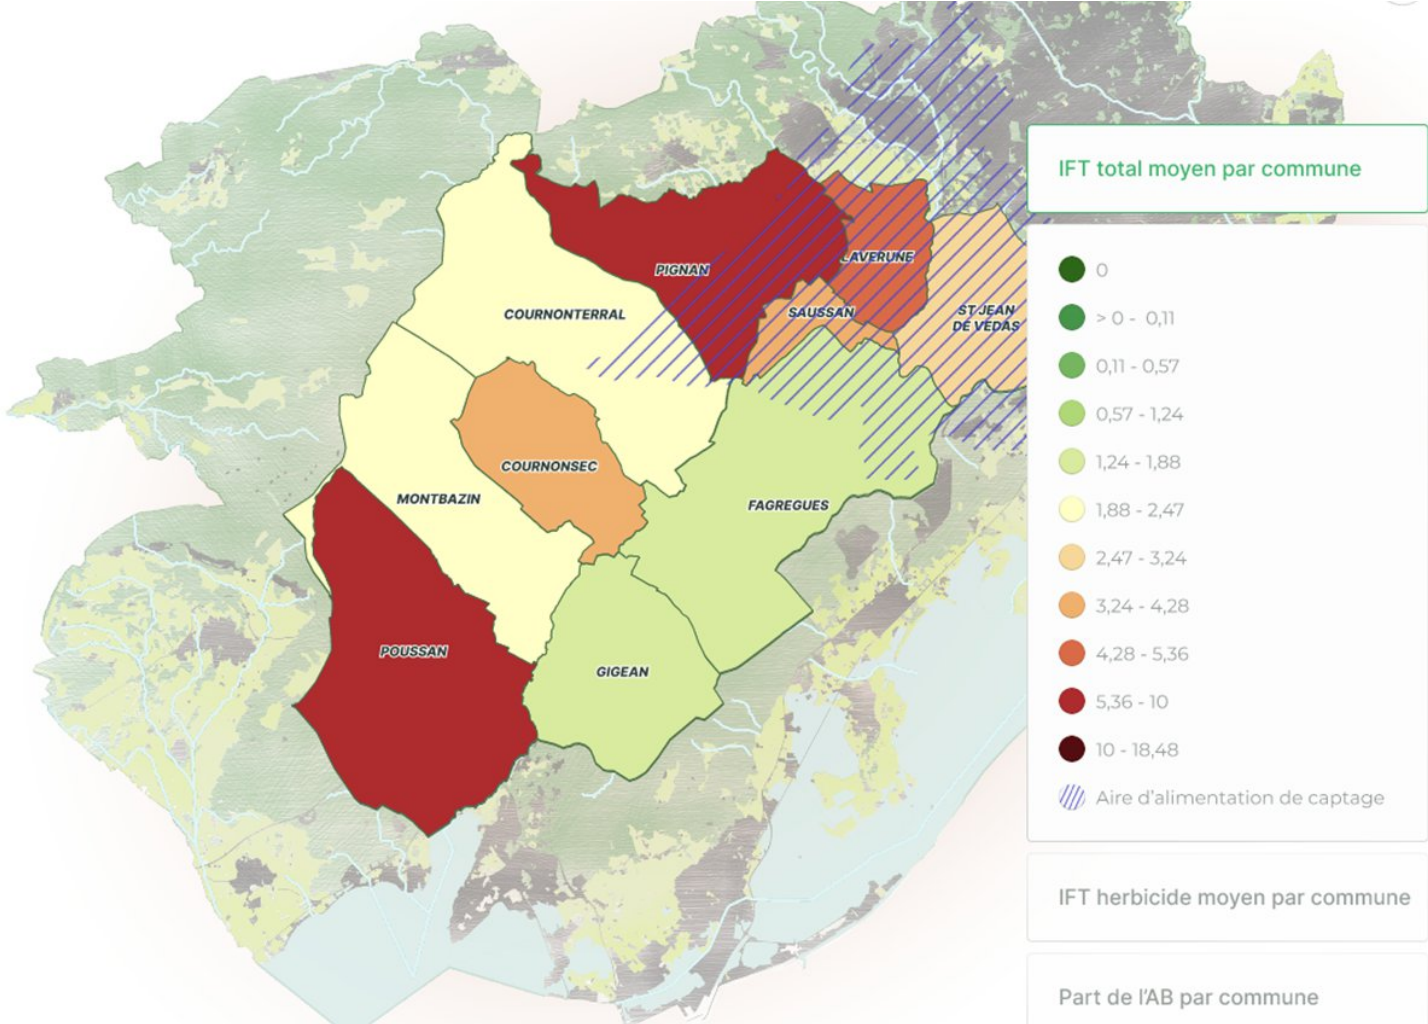 IFT total moyen par commune
0
> 0 - 0,11
0,11 - 0,57
0,57 - 1,24
1,24 - 1,88
1,88 - 2,47
2,47 - 3,24
3,24 - 4,28
4,28 - 5,36
5,36 - 10
10 - 18,48
Aire d'alimentation de captage
IFT herbicide moyen par commune
Part de l'AB par commune
PIGNAN
LAVERUNE
COURNONTERRAL
SAUSSAN
ST JEAN
DE VEDAS
COURNONSEC
MONTBAZIN
FAGREGUES
POUSSAN
GIGEAN